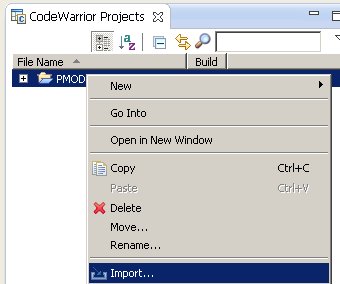 CodeWarrior Projects
File Name
Build
PMOD
New
Go Into
Open in New Window
Copy Ctrl+C
Paste Ctrl+V
Delete
Move...
Rename...
Import...